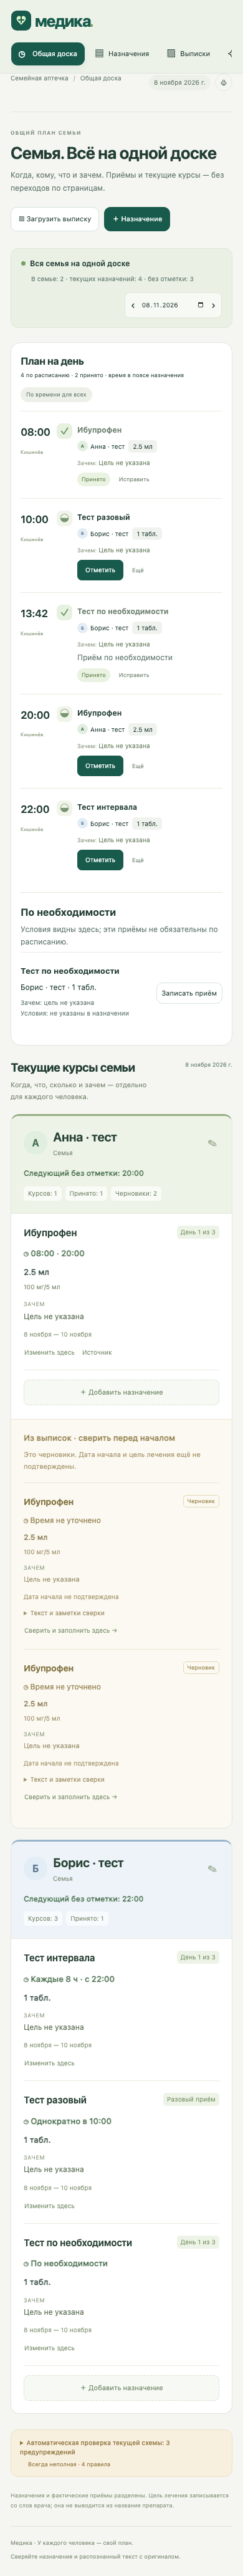 медика.
Общая доска
Назначения
Выписки
Семейная аптечка / Общая доска
8 ноября 2026 г.
ОБЩИЙ ПЛАН СЕМЬИ
Семья. Всё на одной доске
Когда, кому, что и зачем. Приёмы и текущие курсы — без
переходов по страницам.
Загрузить выписку
+ Назначение
Вся семья на одной доске
В семье: 2 · текущих назначений: 4 · без отметки: 3
08.11.2026
План на день
4 по расписанию · 2 принято · время в поясе назначения
По времени для всех
08:00
Кишинёв
Ибупрофен
А Анна · тест 2.5 мл
Зачем: Цель не указана
Принято Исправить
10:00
Кишинёв
Тест разовый
Б Борис · тест 1 табл.
Зачем: Цель не указана
Отметить Ещё
13:42
Кишинёв
Тест по необходимости
Б Борис · тест 1 табл.
Зачем: Цель не указана
Приём по необходимости
Принято Исправить
20:00
Кишинёв
Ибупрофен
А Анна · тест 2.5 мл
Зачем: Цель не указана
Отметить Ещё
22:00
Кишинёв
Тест интервала
Б Борис · тест 1 табл.
Зачем: Цель не указана
Отметить Ещё
По необходимости
Условия видны здесь; эти приёмы не обязательны по
расписанию.
Тест по необходимости
Борис · тест · 1 табл.
Зачем: цель не указана
Условия: не указаны в назначении
Записать приём
Текущие курсы семьи
8 ноября 2026 г.
Когда, что, сколько и зачем — отдельно
для каждого человека.
А
Анна · тест
Семья
Следующий без отметки: 20:00
Курсов: 1 Принято: 1 Черновики: 2
Ибупрофен
День 1 из 3
08:00 · 20:00
2.5 мл
100 мг/5 мл
ЗАЧЕМ
Цель не указана
8 ноября — 10 ноября
Изменить здесь Источник
+ Добавить назначение
Из выписок · сверить перед началом
Это черновики. Дата начала и цель лечения ещё не
подтверждены.
Ибупрофен
Черновик
Время не уточнено
2.5 мл
100 мг/5 мл
ЗАЧЕМ
Цель не указана
Дата начала не подтверждена
Текст и заметки сверки
Сверить и заполнить здесь →
Ибупрофен
Черновик
Время не уточнено
2.5 мл
100 мг/5 мл
ЗАЧЕМ
Цель не указана
Дата начала не подтверждена
Текст и заметки сверки
Сверить и заполнить здесь →
Б
Борис · тест
Семья
Следующий без отметки: 22:00
Курсов: 3 Принято: 1
Тест интервала
День 1 из 3
Каждые 8 ч · с 22:00
1 табл.
ЗАЧЕМ
Цель не указана
8 ноября — 10 ноября
Изменить здесь
Тест разовый
Разовый приём
Однократно в 10:00
1 табл.
ЗАЧЕМ
Цель не указана
8 ноября — 10 ноября
Изменить здесь
Тест по необходимости
День 1 из 3
По необходимости
1 табл.
ЗАЧЕМ
Цель не указана
8 ноября — 10 ноября
Изменить здесь
+ Добавить назначение
Автоматическая проверка текущей схемы: 3
предупреждений
Всегда неполная · 4 правила
Назначения и фактические приёмы разделены. Цель лечения записывается
со слов врача; она не выводится из названия препарата.
Медика · У каждого человека — свой план.
Сверяйте назначения и распознанный текст с оригиналом.